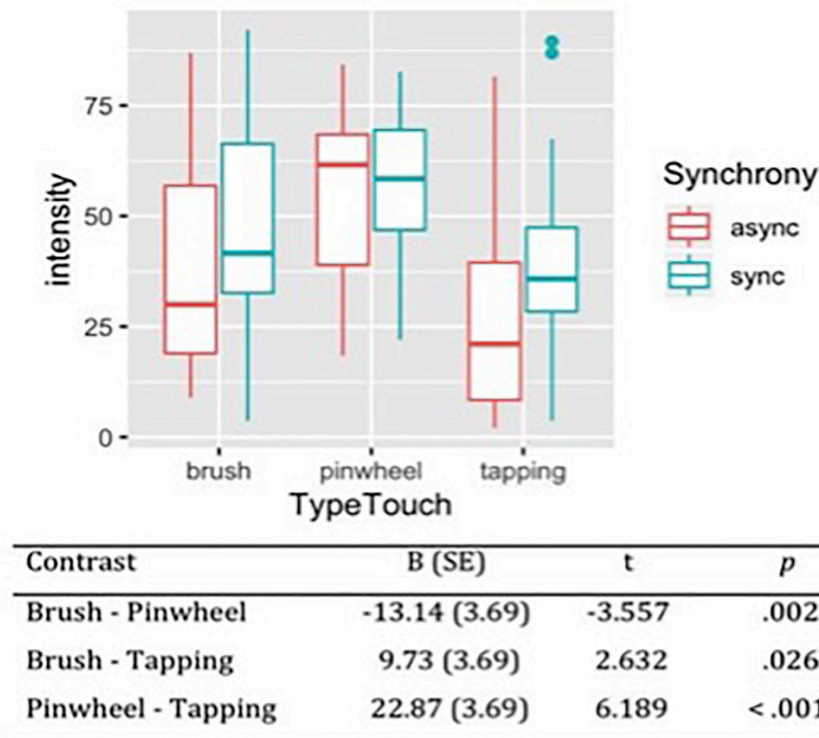 75
50
25
0
intensity
brush pinwheel tapping
TypeTouch
Synchrony
async
sync
Contrast B (SE) t p
Brush - Pinwheel -13.14 (3.69) -3.557 .002
Brush - Tapping 9.73 (3.69) 2.632 .026
Pinwheel - Tapping 22.87 (3.69) 6.189 < .001